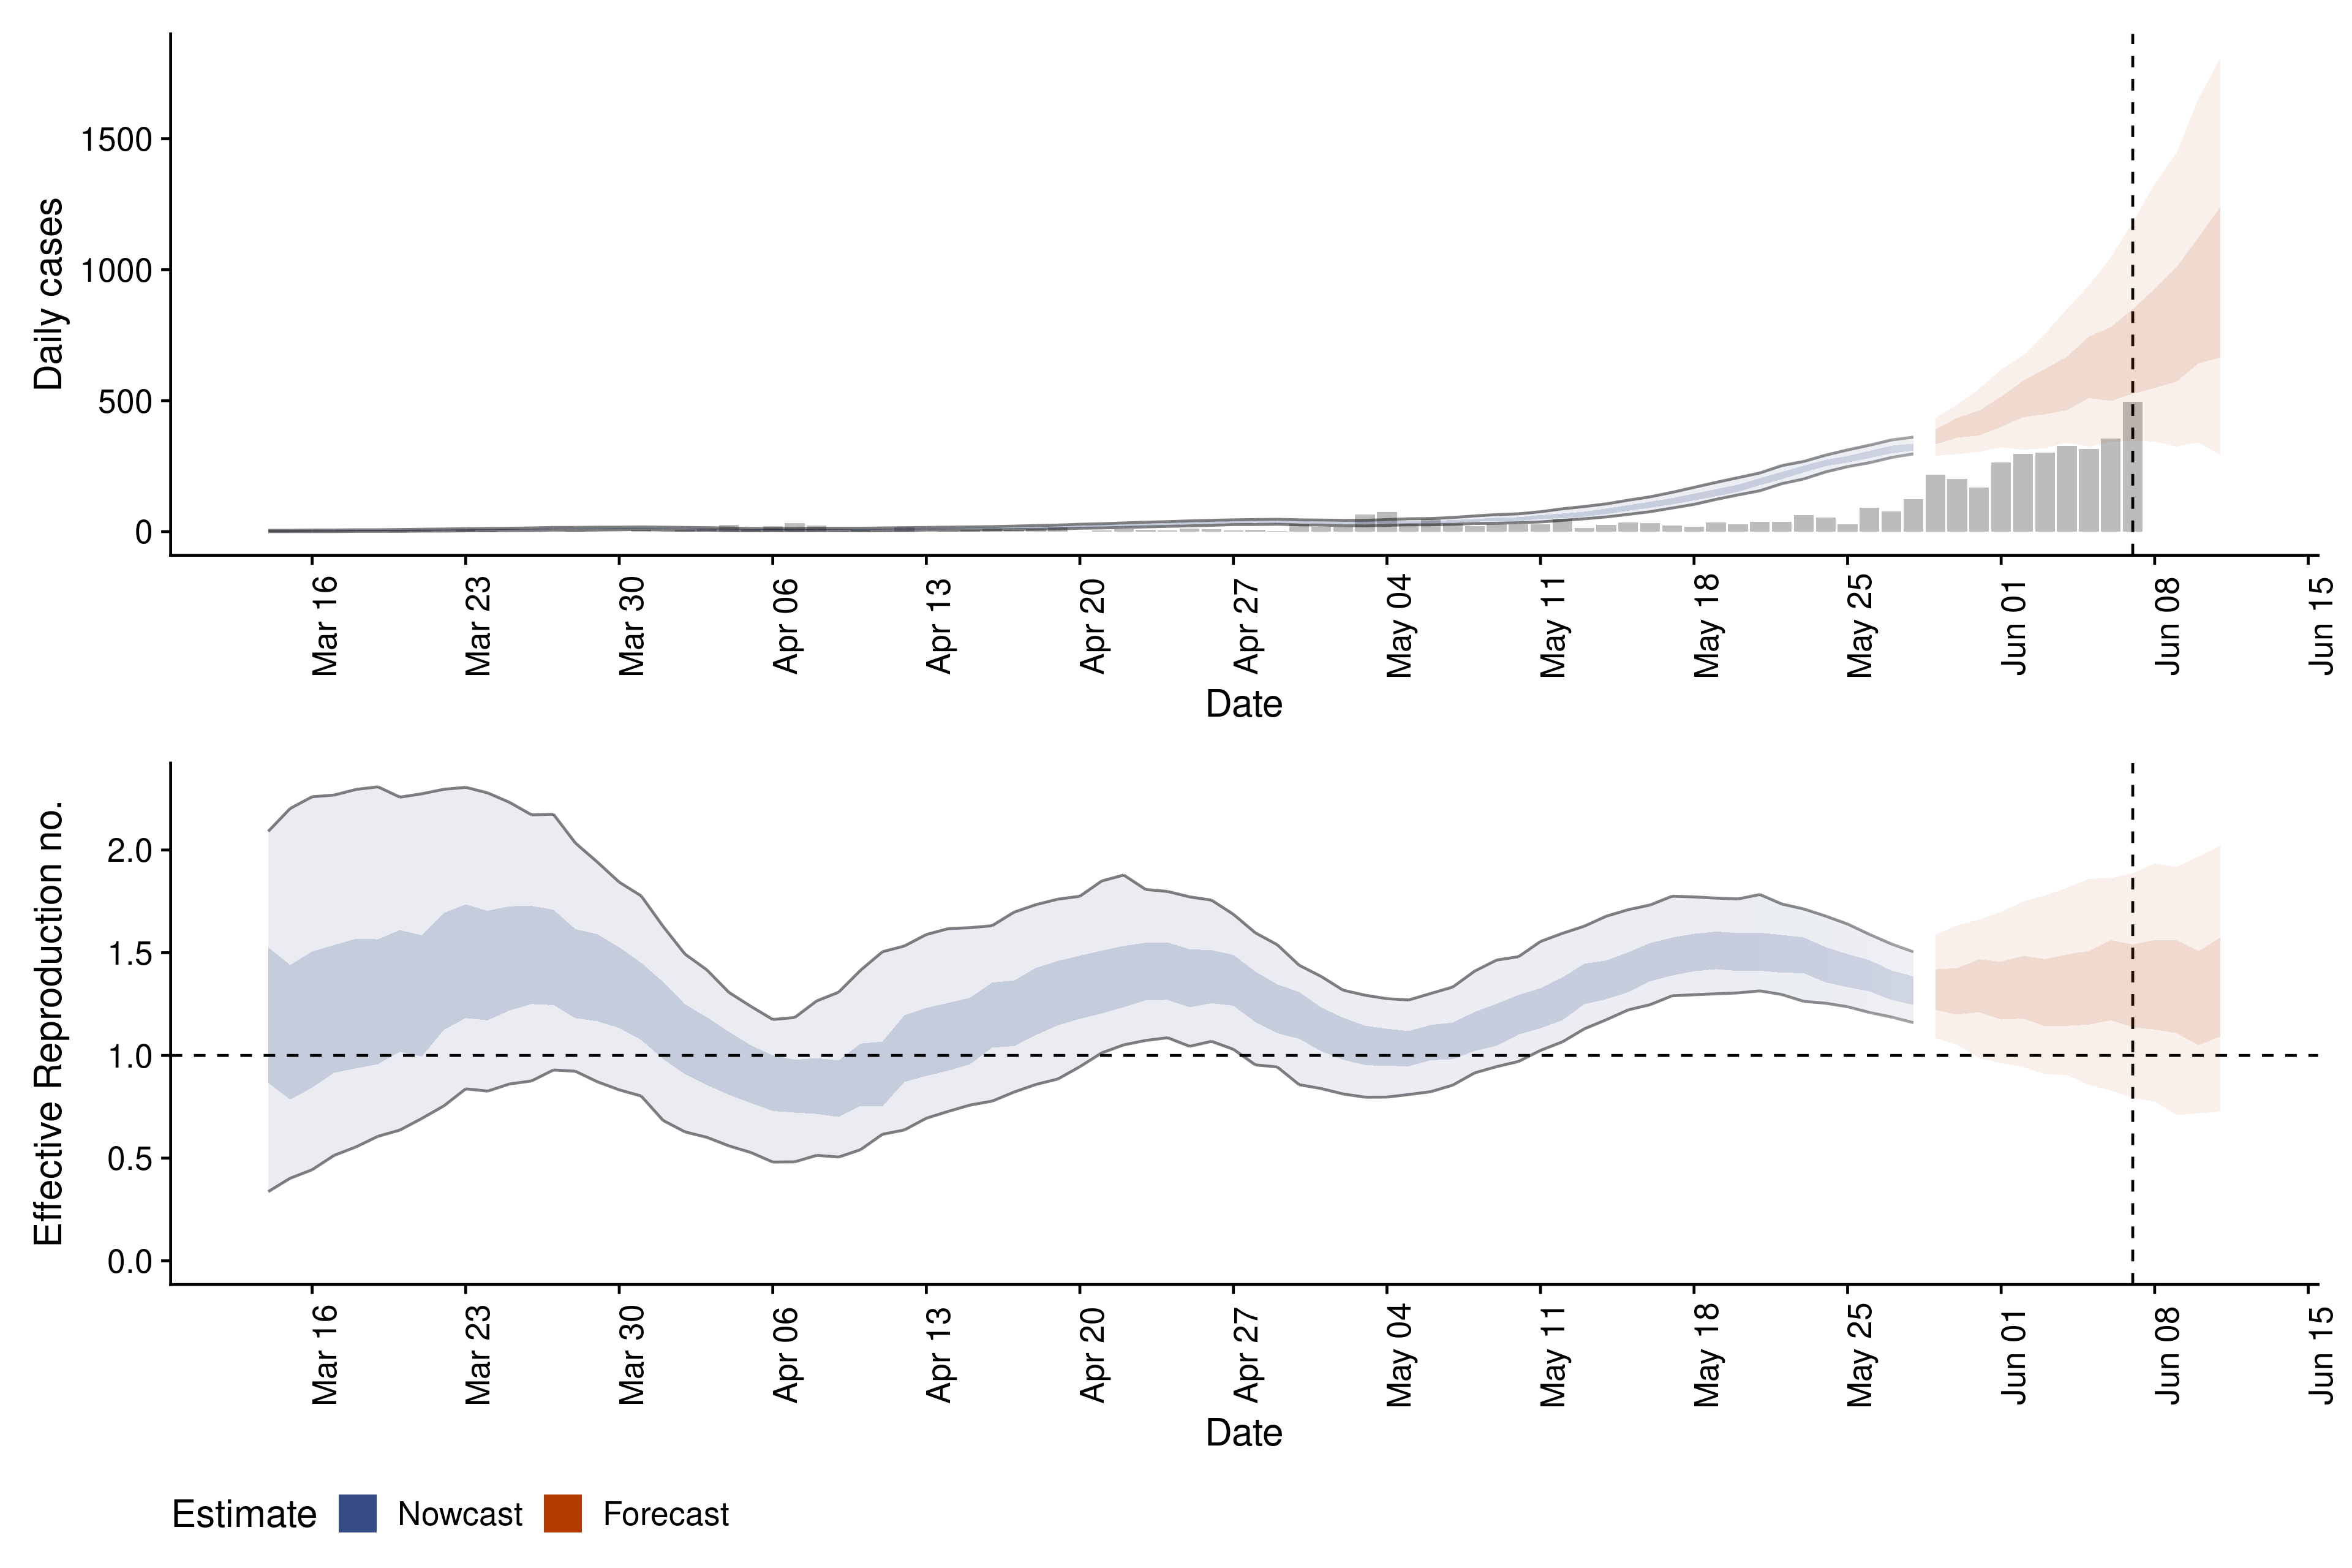 Daily cases
1500
1000
500
0
Mar 16
Mar 23
Mar 30
Apr 06
Apr 13
Apr 20
Apr 27
May 04
May 11
May 18
May 25
Jun 01
Jun 08
Jun 15
Date
Effective Reproduction no.
2.0
1.5
1.0
0.5
0.0
Mar 16
Mar 23
Mar 30
Apr 06
Apr 13
Apr 20
Apr 27
May 04
May 11
May 18
May 25
Jun 01
Jun 08
Jun 15
Date
Estimate Nowcast Forecast